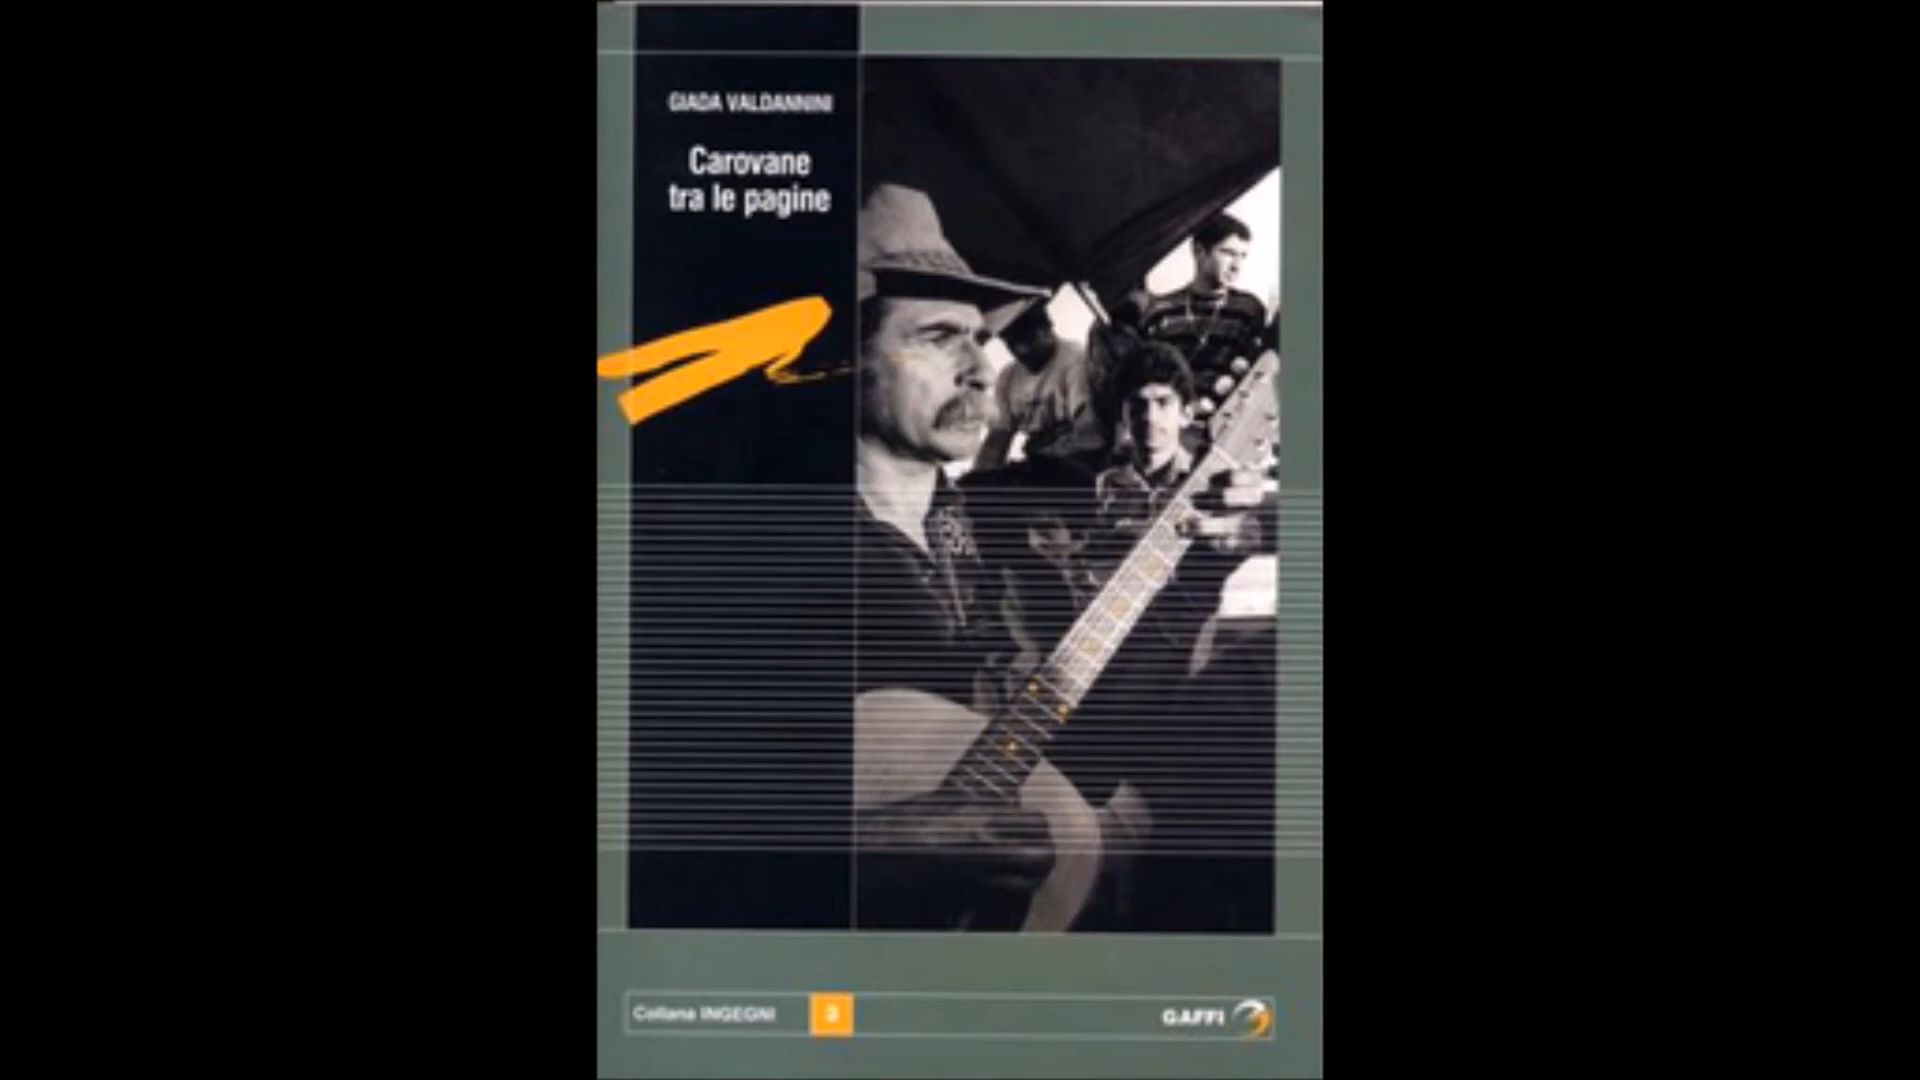 GIADA VALDANNINI
Carovane
tra le pagine
Collana INGEGNI
3
GAFFI